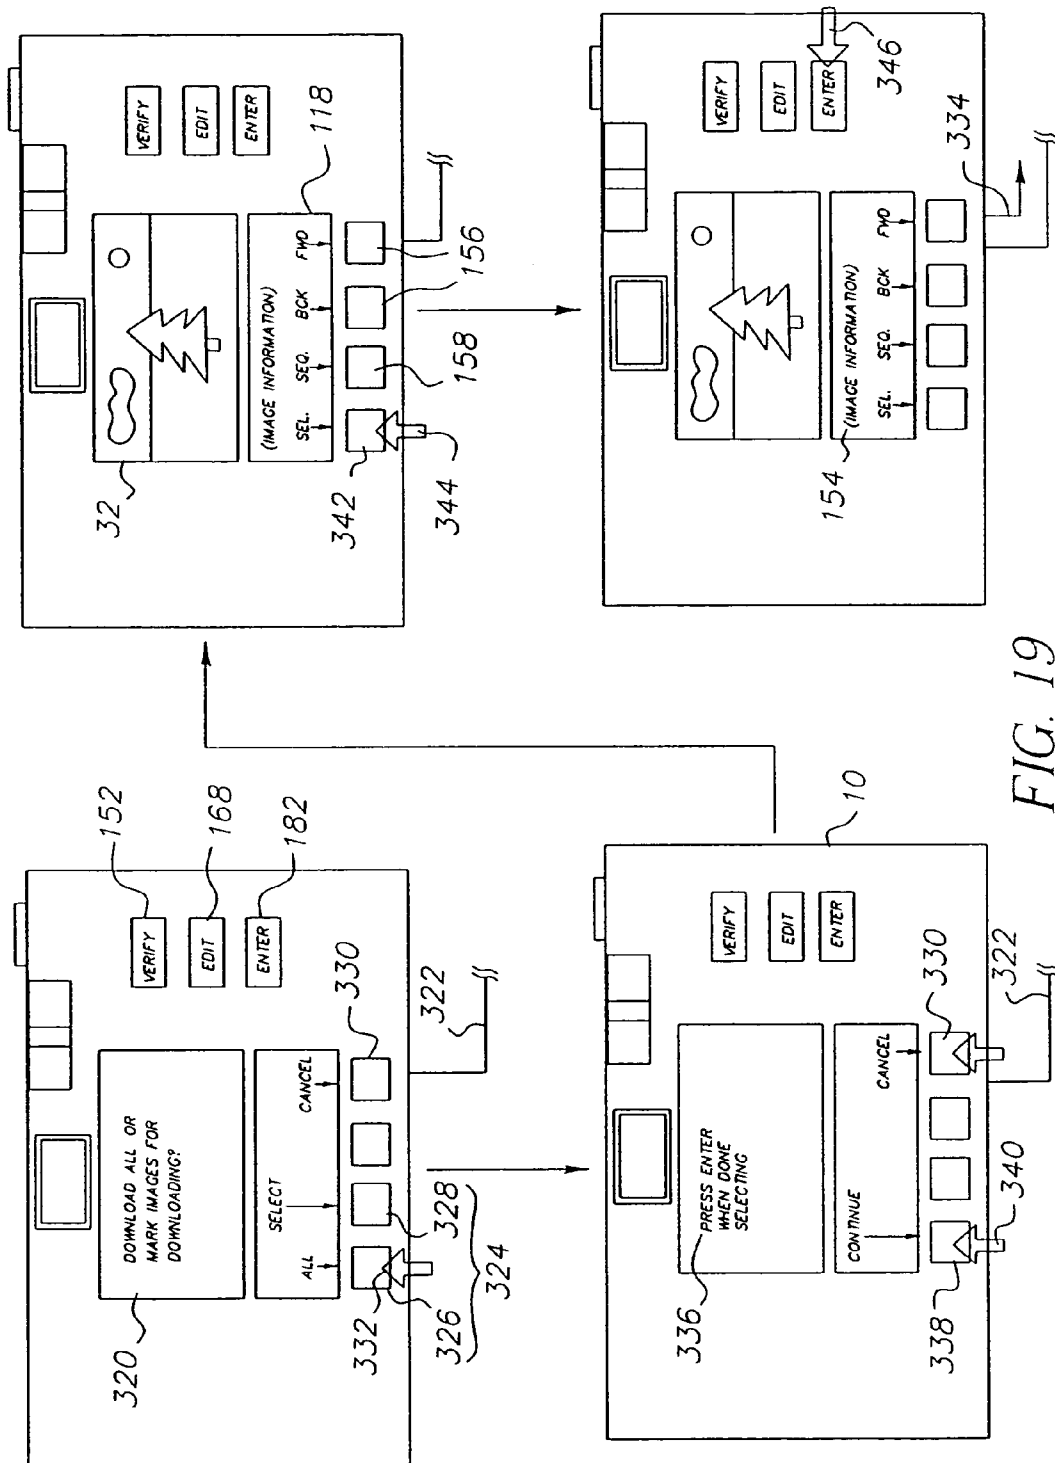 DOWNLOAD ALL OR
MARK IMAGES FOR
DOWNLOADING?
320
ALL
SELECT
CANCEL
VERIFY
EDIT
ENTER
152
168
182
332
326
328
324
330
322
32
(IMAGE INFORMATION)
SEL.
SEQ.
BCK
FWD
VERIFY
EDIT
ENTER
118
342
344
158
156
336
PRESS ENTER
WHEN DONE
SELECTING
CONTINUE
CANCEL
VERIFY
EDIT
ENTER
10
338
340
330
322
154
(IMAGE INFORMATION)
SEL.
SEQ.
BCK
FWD
VERIFY
EDIT
ENTER
346
334
FIG. 19